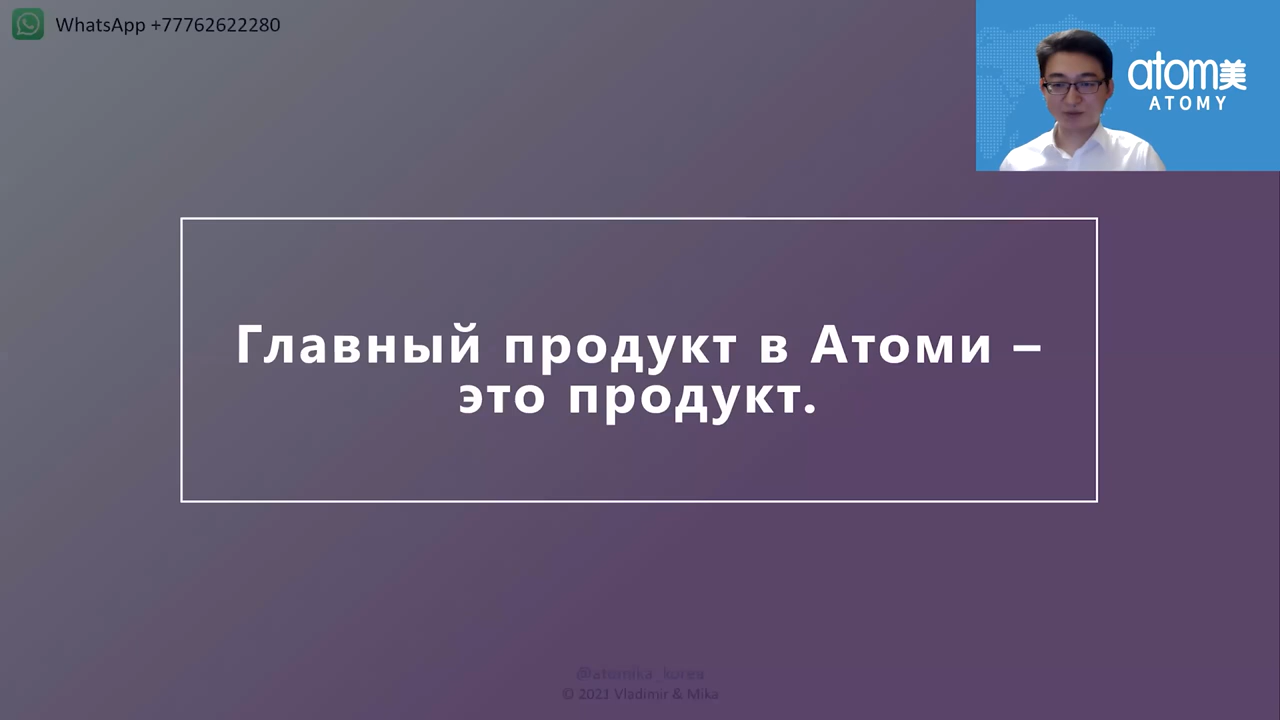 WhatsApp +77762622280
atom美
ATOMY
Главный продукт в Атоми –
это продукт.
@atomika_korea
© 2021 Vladimir & Mika